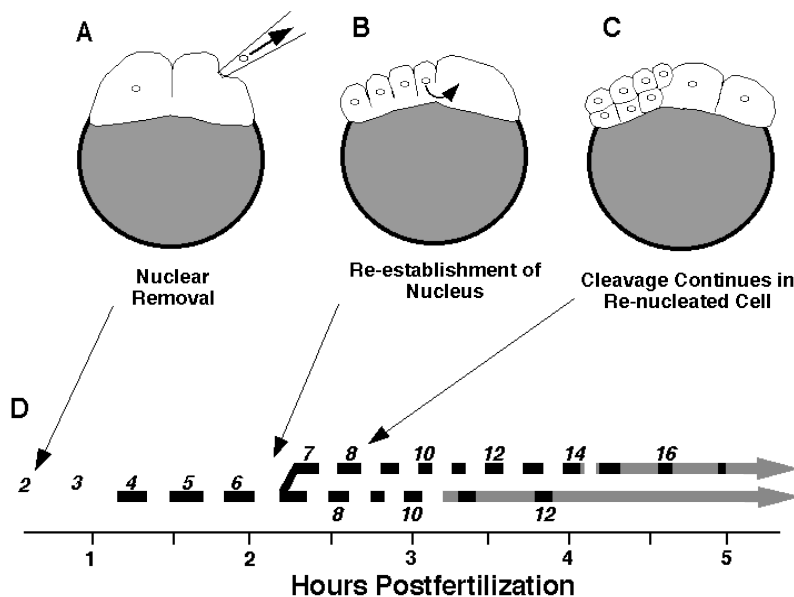 A
B
C
Nuclear
Removal
Re-establishment of
Nucleus
Cleavage Continues in
Re-nucleated Cell
D
7 8 10 12 14 16
2 3 4 5 6
8 10 12
1 2 3 4 5
Hours Postfertilization